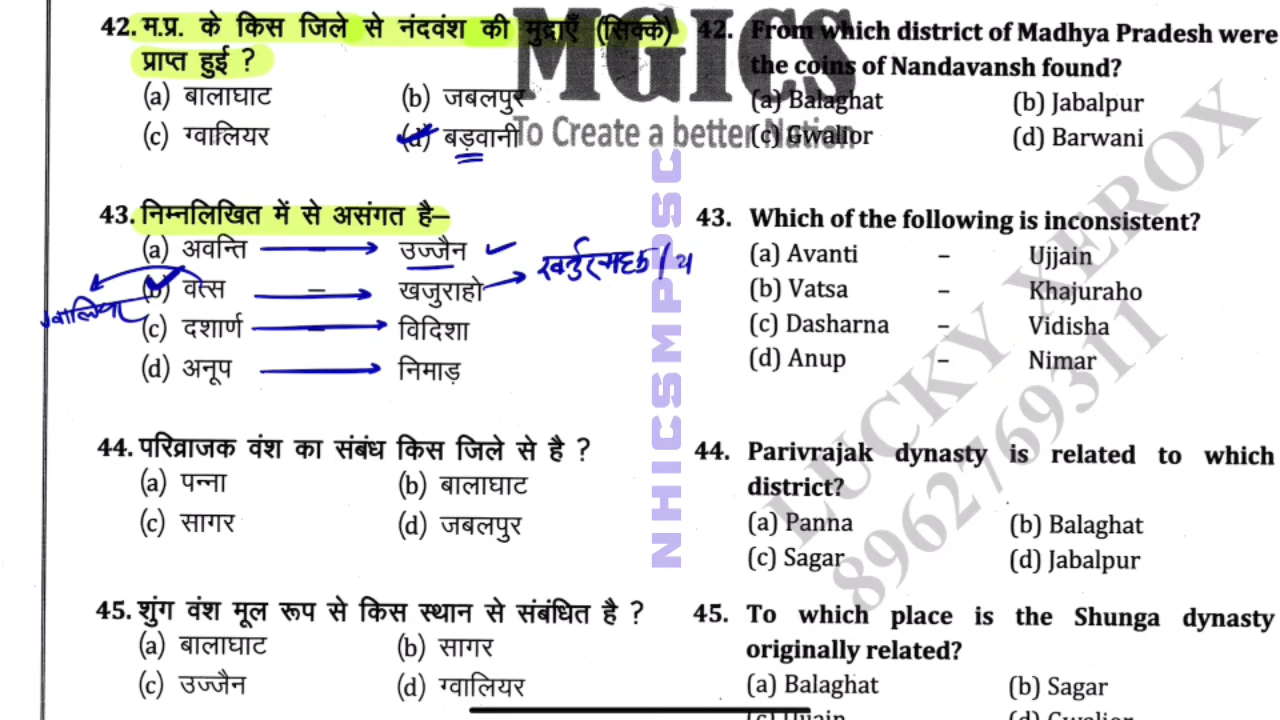 42. म.प्र. के किस जिले से नंदवंश की मुद्राएँ (सिक्के)
प्राप्त हुई ?
(a) बालाघाट (b) जबलपुर
(c) ग्वालियर (d) बड़वानी
43. निम्नलिखित में से असंगत है–
(a) अवन्ति – उज्जैन
(b) वत्स – खजुराहो
(c) दशार्ण – विदिशा
(d) अनूप – निमाड़
44. परिव्राजक वंश का संबंध किस जिले से है ?
(a) पन्ना (b) बालाघाट
(c) सागर (d) जबलपुर
45. शुंग वंश मूल रूप से किस स्थान से संबंधित है ?
(a) बालाघाट (b) सागर
(c) उज्जैन (d) ग्वालियर
MGICS
To Create a better Nation
NHICSMPPSC
42. From which district of Madhya Pradesh were
the coins of Nandavansh found?
(a) Balaghat (b) Jabalpur
(c) Gwalior (d) Barwani
43. Which of the following is inconsistent?
(a) Avanti – Ujjain
(b) Vatsa – Khajuraho
(c) Dasharna – Vidisha
(d) Anup – Nimar
44. Parivrajak dynasty is related to which
district?
(a) Panna (b) Balaghat
(c) Sagar (d) Jabalpur
45. To which place is the Shunga dynasty
originally related?
(a) Balaghat (b) Sagar
LUCKY XEROX
8962769311